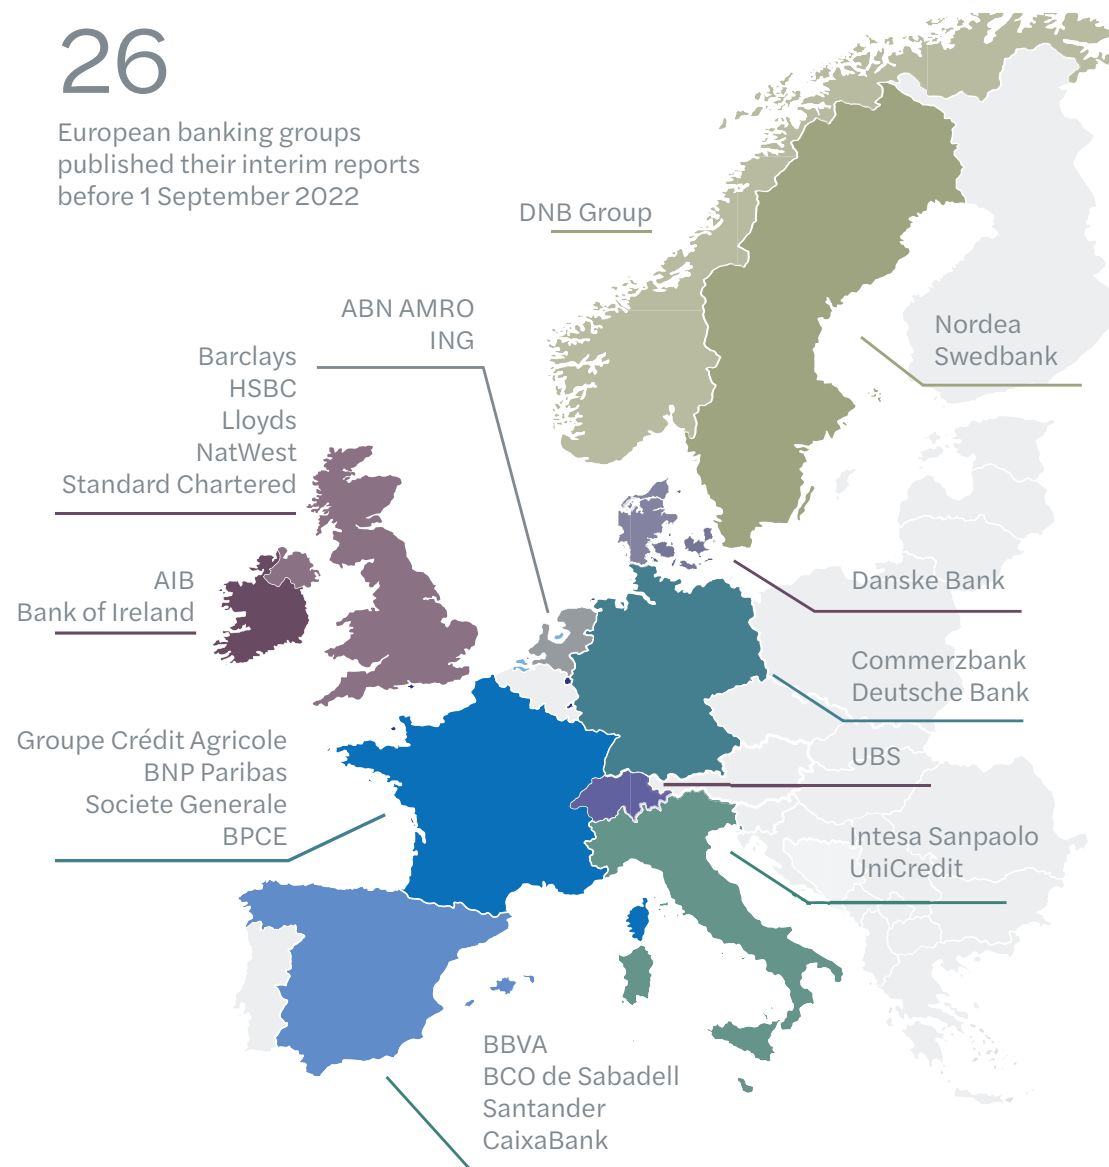 26
European banking groups
published their interim reports
before 1 September 2022
DNB Group
ABN AMRO
ING
Nordea
Swedbank
Barclays
HSBC
Lloyds
NatWest
Standard Chartered
AIB
Bank of Ireland
Danske Bank
Commerzbank
Deutsche Bank
Groupe Crédit Agricole
BNP Paribas
Societe Generale
BPCE
UBS
Intesa Sanpaolo
UniCredit
BBVA
BCO de Sabadell
Santander
CaixaBank